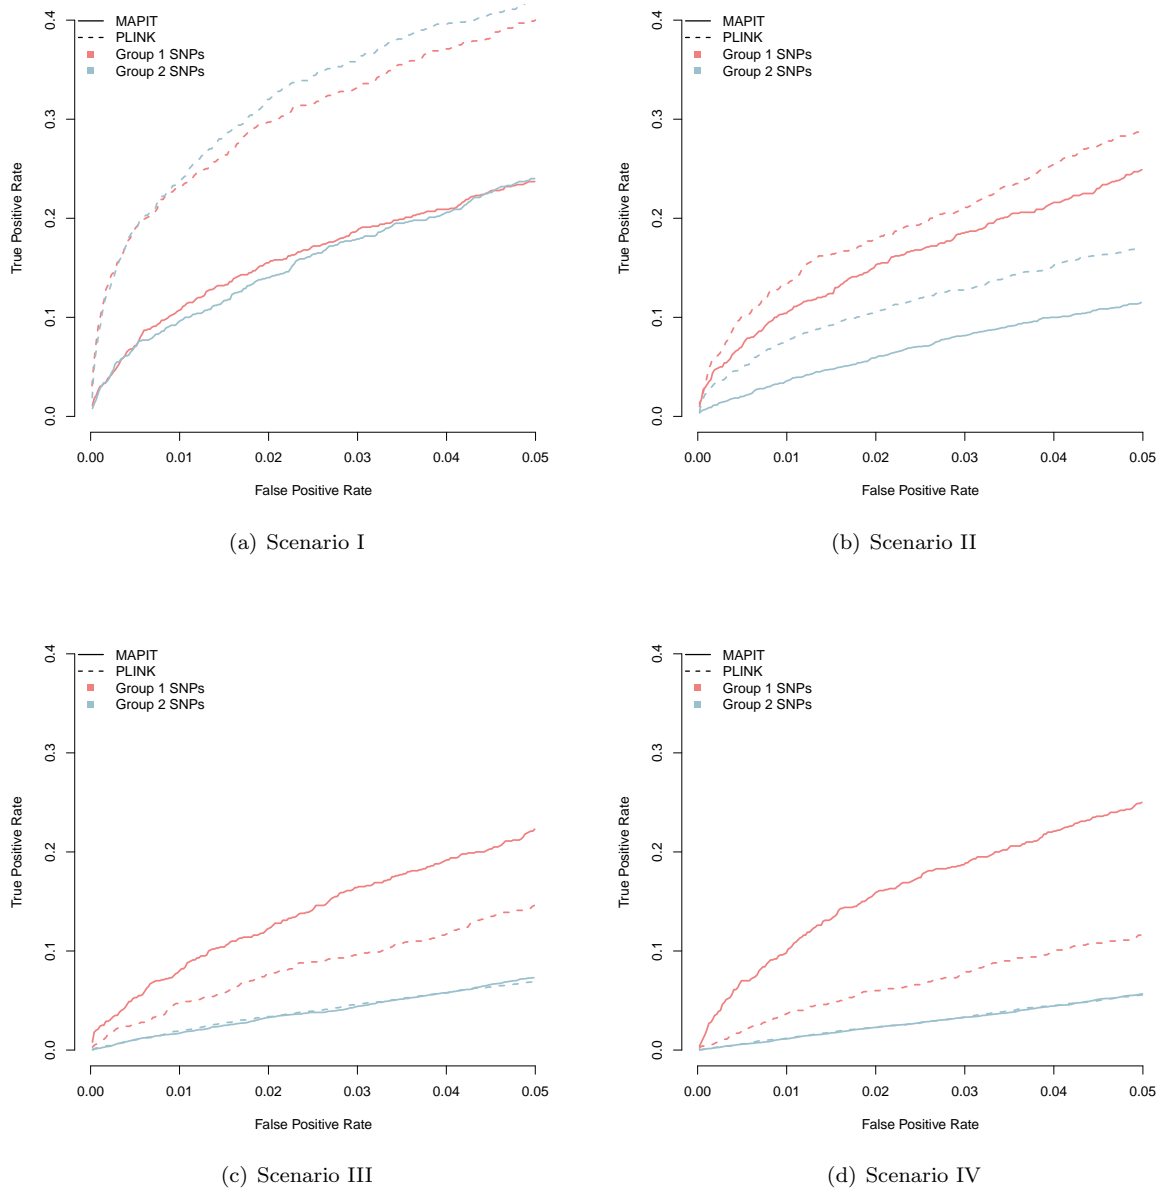 MAPIT
PLINK
Group 1 SNPs
Group 2 SNPs
True Positive Rate
0.4
0.3
0.2
0.1
0.0
0.00 0.01 0.02 0.03 0.04 0.05
False Positive Rate
(a) Scenario I
MAPIT
PLINK
Group 1 SNPs
Group 2 SNPs
True Positive Rate
0.4
0.3
0.2
0.1
0.0
0.00 0.01 0.02 0.03 0.04 0.05
False Positive Rate
(b) Scenario II
MAPIT
PLINK
Group 1 SNPs
Group 2 SNPs
True Positive Rate
0.4
0.3
0.2
0.1
0.0
0.00 0.01 0.02 0.03 0.04 0.05
False Positive Rate
(c) Scenario III
MAPIT
PLINK
Group 1 SNPs
Group 2 SNPs
True Positive Rate
0.4
0.3
0.2
0.1
0.0
0.00 0.01 0.02 0.03 0.04 0.05
False Positive Rate
(d) Scenario IV